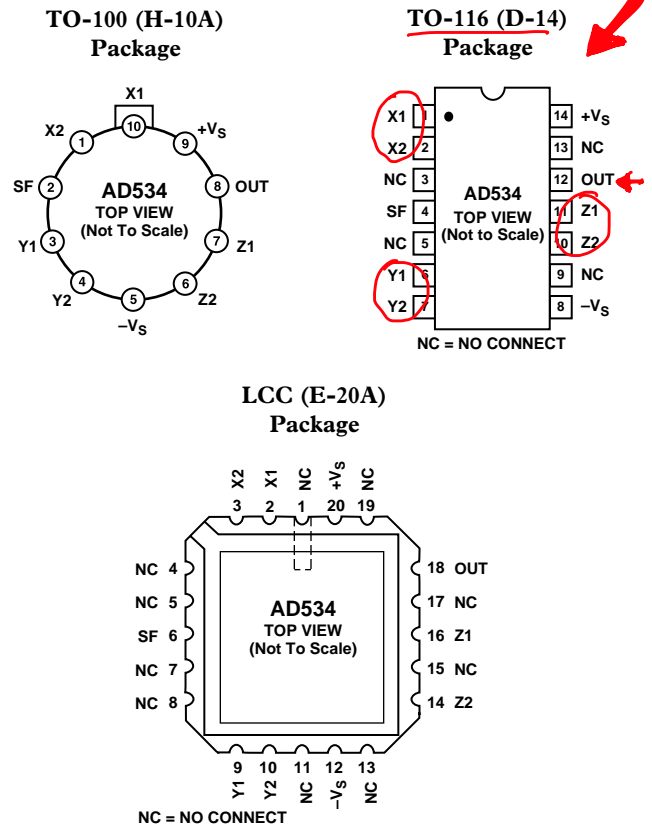 TO-100 (H-10A)
Package
X1
10
X2
1
+VS
9
SF
2
8
OUT
AD534
TOP VIEW
(Not To Scale)
Y1
3
7
Z1
Y2
4
5
6
Z2
–VS
TO-116 (D-14)
Package
X1 1
14 +VS
X2 2
13 NC
NC 3
12 OUT
AD534
TOP VIEW
(Not to Scale)
SF 4
11 Z1
NC 5
10 Z2
Y1 6
9 NC
Y2 7
8 –VS
NC = NO CONNECT
LCC (E-20A)
Package
X2
X1
NC
+VS
NC
3 2 1 20 19
NC 4
18 OUT
NC 5
17 NC
SF 6
16 Z1
NC 7
15 NC
NC 8
14 Z2
AD534
TOP VIEW
(Not To Scale)
9 10 11 12 13
Y1
Y2
NC
–VS
NC
NC = NO CONNECT